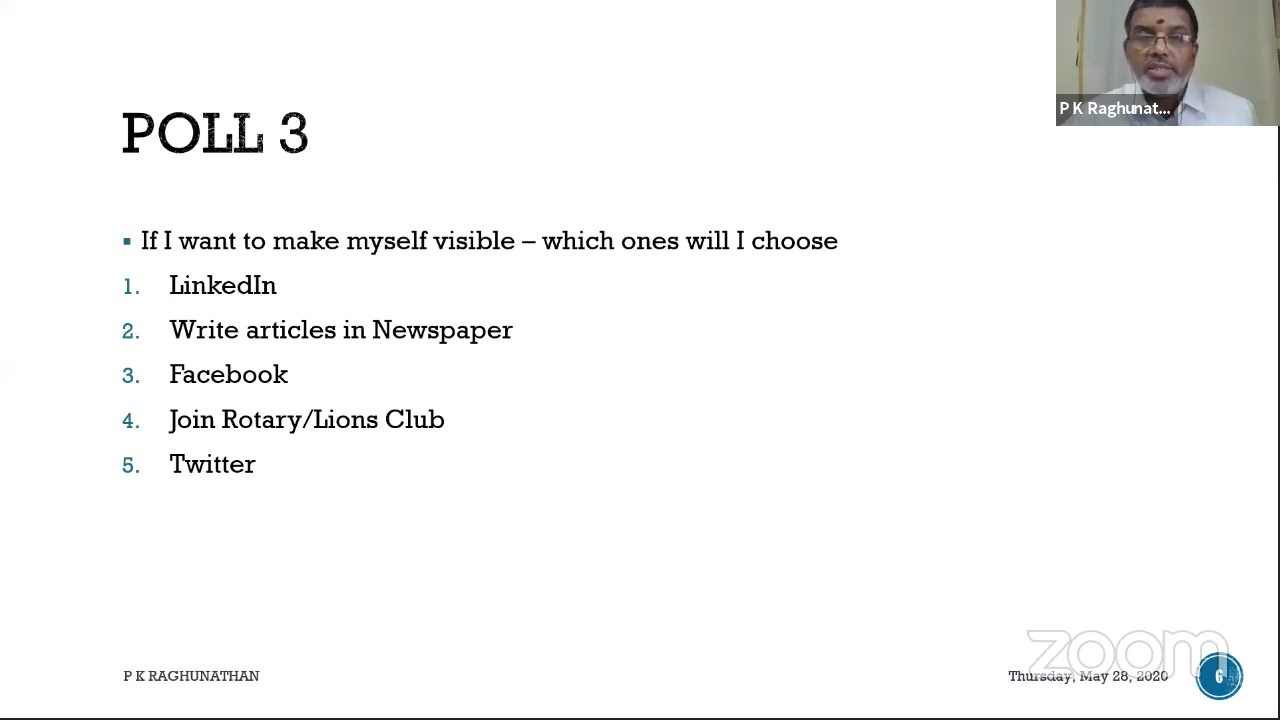 P K Raghunat...
POLL 3
▪ If I want to make myself visible – which ones will I choose
1. LinkedIn
2. Write articles in Newspaper
3. Facebook
4. Join Rotary/Lions Club
5. Twitter
zoom
P K RAGHUNATHAN
Thursday, May 28, 2020
6